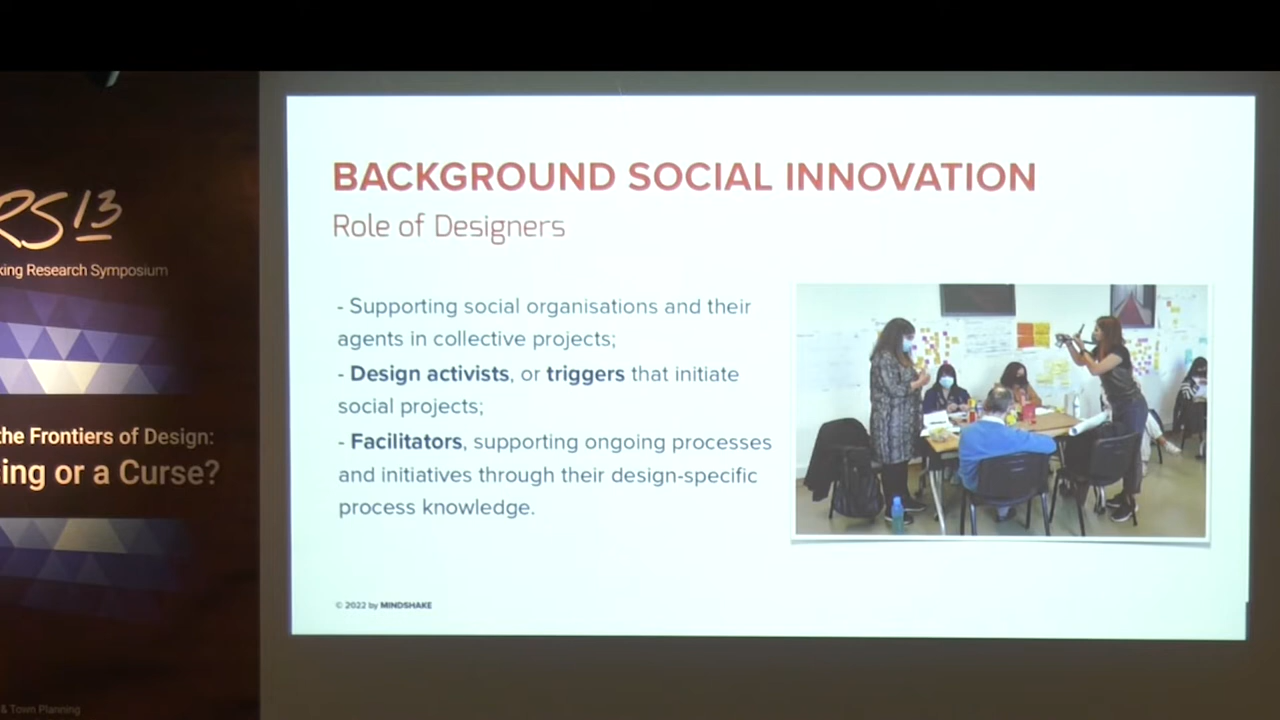 RS 13
king Research Symposium
the Frontiers of Design:
ing or a Curse?
& Town Planning
BACKGROUND SOCIAL INNOVATION
Role of Designers
- Supporting social organisations and their
agents in collective projects;
- Design activists, or triggers that initiate
social projects;
- Facilitators, supporting ongoing processes
and initiatives through their design-specific
process knowledge.
© 2022 by MINDSHAKE